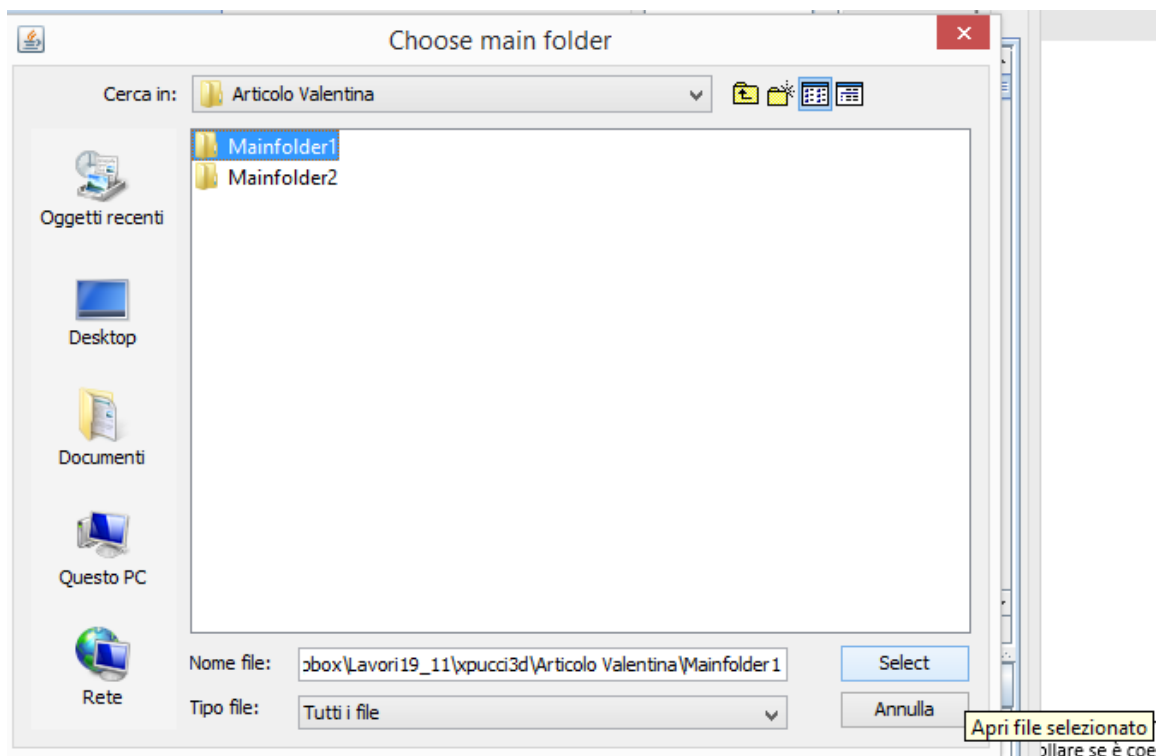 Choose main folder
Cerca in:
Articolo Valentina
Mainfolder1
Mainfolder2
Oggetti recenti
Desktop
Documenti
Questo PC
Rete
Nome file:
box\Lavori19_11\xpucci3d\Articolo Valentina\Mainfolder1
Select
Tipo file:
Tutti i file
Annulla
Apri file selezionato
ollare se è coe